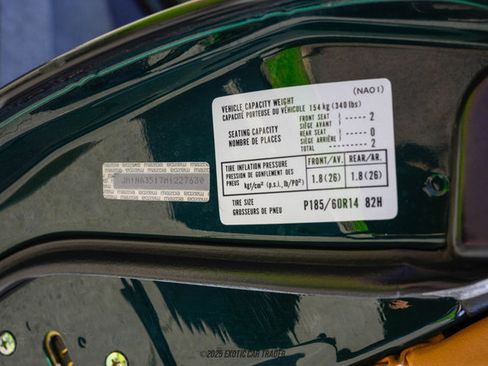 (NA01)
VEHICLE CAPACITY WEIGHT
CAPACITÉ PORTEUSE DU VÉHICULE 154 kg (340 lbs)
SEATING CAPACITY
NOMBRE DE PLACES
FRONT SEAT
SIÈGE AVANT ---- 2
REAR SEAT
SIÈGE ARRIÈRE ---- 0
TOTAL
TOTAL ---- 2
TIRE INFLATION PRESSURE
PRESSION DE GONFLEMENT DES
PNEUS
kgf/cm² (p.s.i., lb/PO²)
FRONT/AV. REAR/AR.
1.8(26) 1.8(26)
TIRE SIZE
GROSSEURS DE PNEU
P185/60R14 82H
JM1NA3517M1227630
©2025 EXOTIC CAR TRADER